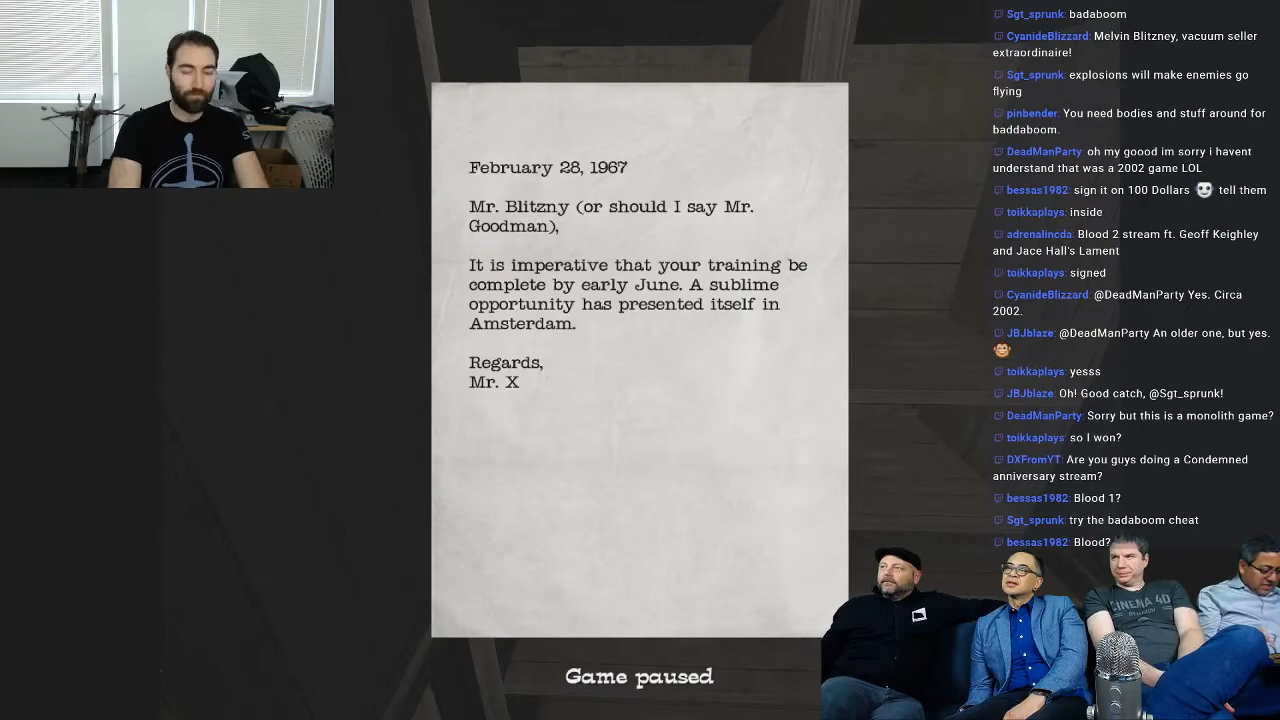 February 28, 1967
Mr. Blitzny (or should I say Mr.
Goodman),
It is imperative that your training be
complete by early June. A sublime
opportunity has presented itself in
Amsterdam.
Regards,
Mr. X
Game paused
Sgt_sprunk: badaboom
CyanideBlizzard: Melvin Blitzney, vacuum seller
extraordinaire!
Sgt_sprunk: explosions will make enemies go
flying
pinbender: You need bodies and stuff around for
baddaboom.
DeadManParty: oh my goood im sorry i havent
understand that was a 2002 game LOL
bessas1982: sign it on 100 Dollars tell them
toikkaplays: inside
adrenalincda: Blood 2 stream ft. Geoff Keighley
and Jace Hall's Lament
toikkaplays: signed
CyanideBlizzard: @DeadManParty Yes. Circa
2002.
JBJblaze: @DeadManParty An older one, but yes.
toikkaplays: yesss
JBJblaze: Oh! Good catch, @Sgt_sprunk!
DeadManParty: Sorry but this is a monolith game?
toikkaplays: so I won?
DXFromYT: Are you guys doing a Condemned
anniversary stream?
bessas1982: Blood 1?
Sgt_sprunk: try the badaboom cheat
bessas1982: Blood?
CINEMA 4D